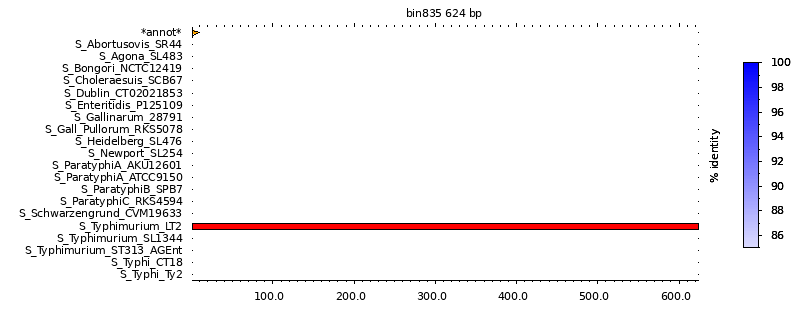 bin835 624 bp
*annot*
S_Abortusovis_SR44
S_Agona_SL483
S_Bongori_NCTC12419
S_Choleraesuis_SCB67
S_Dublin_CT02021853
S_Enteritidis_P125109
S_Gallinarum_28791
S_Gall_Pullorum_RKS5078
S_Heidelberg_SL476
S_Newport_SL254
S_ParatyphiA_AKU12601
S_ParatyphiA_ATCC9150
S_ParatyphiB_SPB7
S_ParatyphiC_RKS4594
S_Schwarzengrund_CVM19633
S_Typhimurium_LT2
S_Typhimurium_SL1344
S_Typhimurium_ST313_AGEnt
S_Typhi_CT18
S_Typhi_Ty2
100.0 200.0 300.0 400.0 500.0 600.0
% identity
100
98
96
94
92
90
88
86